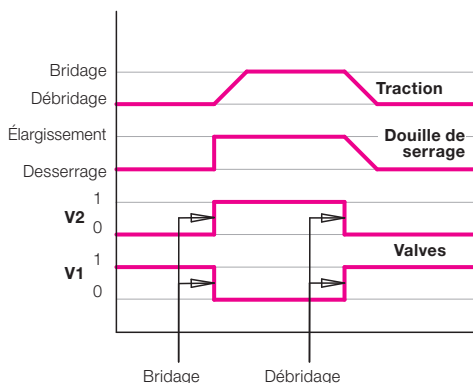 Bridage
Débridage
Traction
Élargissement
Douille de
serrage
Desserrage
1
V2
0
Valves
1
V1
0
Bridage Débridage